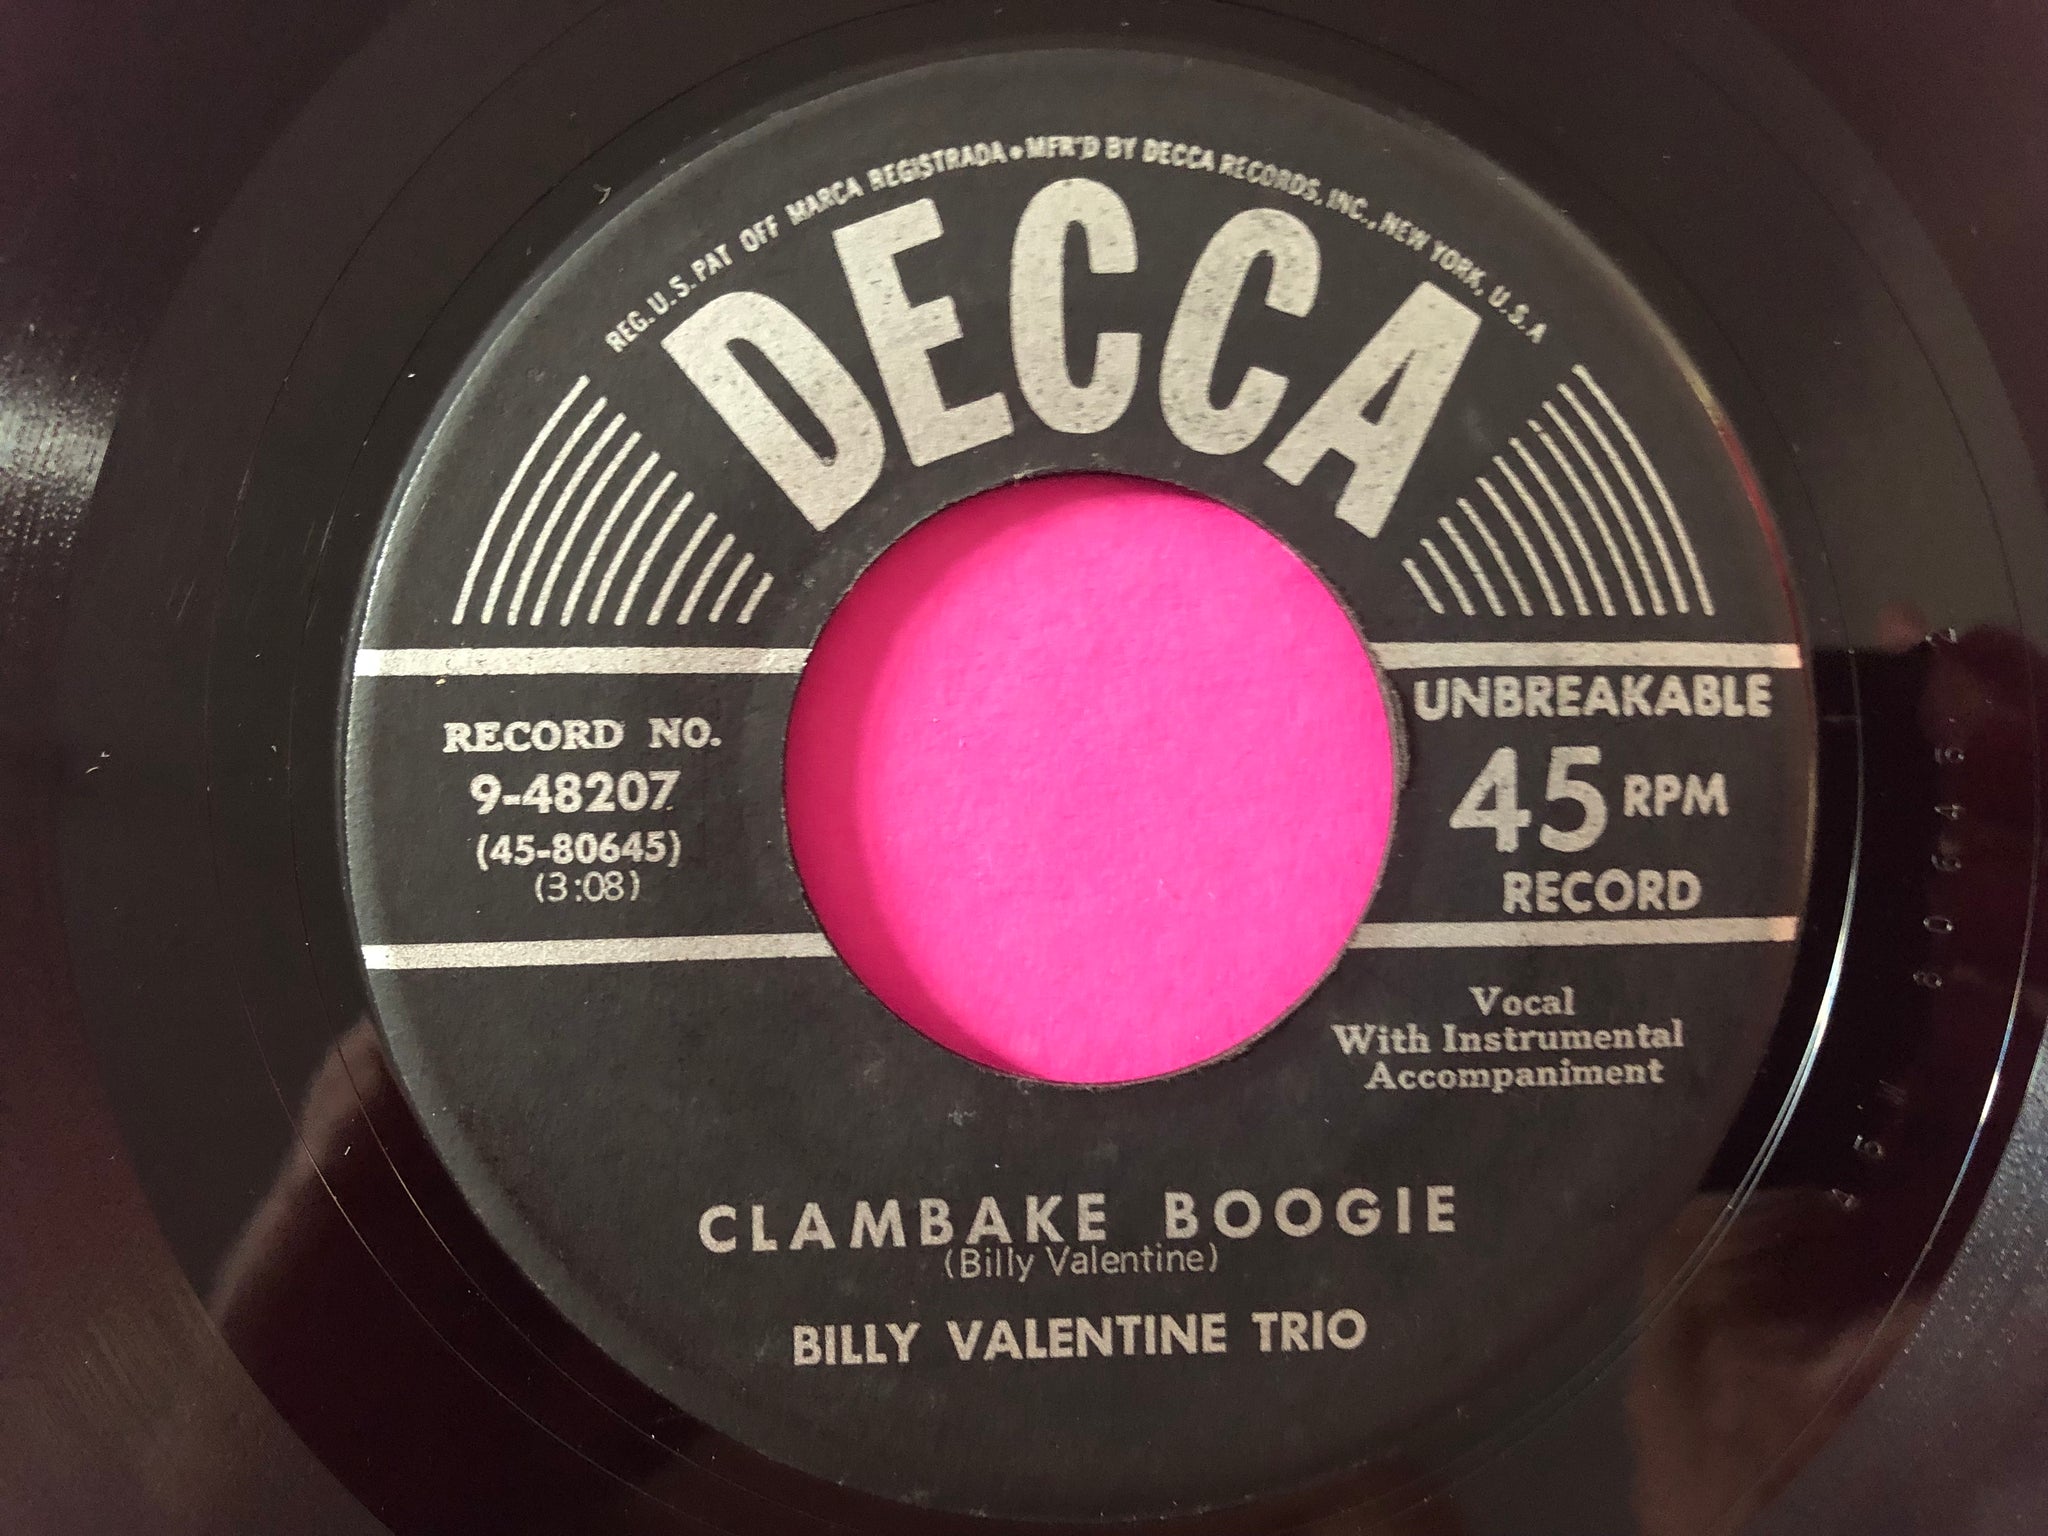 REG. U.S. PAT OFF MARCA REGISTRADA • MFR'D BY DECCA RECORDS, INC., NEW YORK, U.S.A
DECCA
RECORD NO.
9-48207
(45-80645)
(3:08)
UNBREAKABLE
45 RPM
RECORD
Vocal
With Instrumental
Accompaniment
CLAMBAKE BOOGIE
(Billy Valentine)
BILLY VALENTINE TRIO